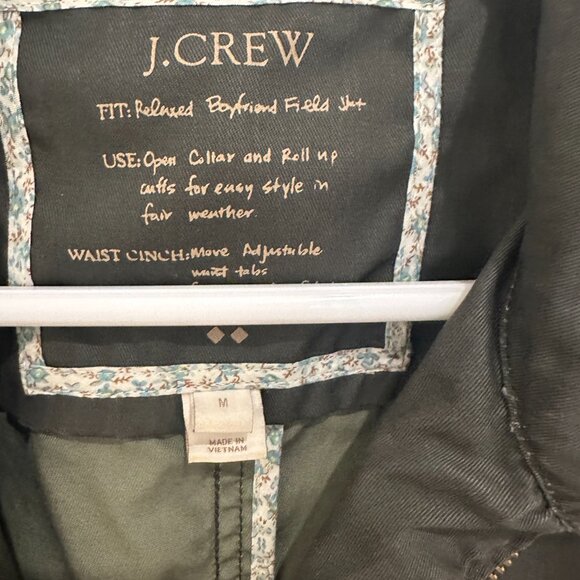 J.CREW
FIT: Relaxed Boyfriend Field Jkt
USE: Open Collar and Roll up
cuffs for easy style in
fair weather.
WAIST CINCH: Move Adjustable
waist tabs
M
MADE IN
VIETNAM